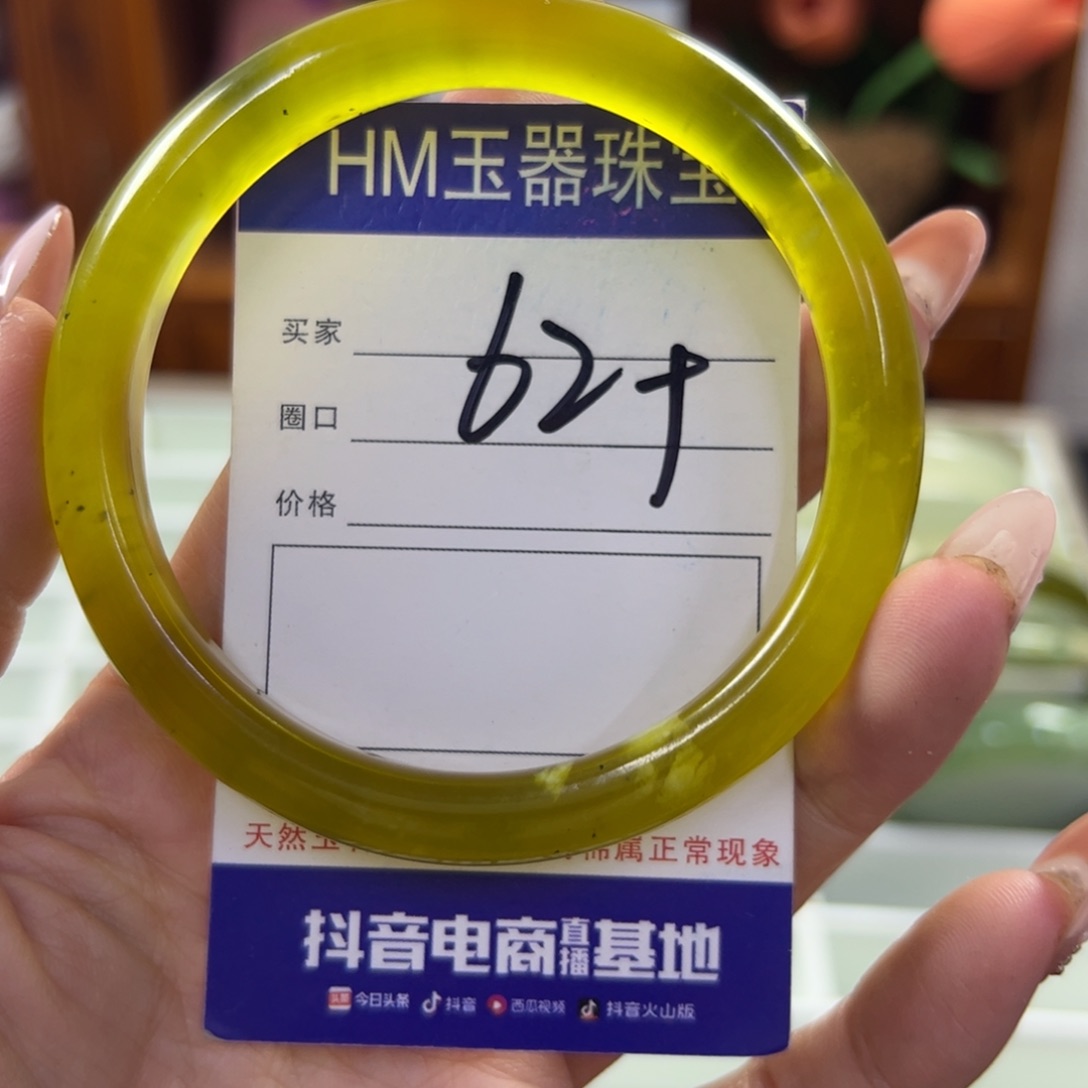 HM玉器珠宝
买家
圈口
价格
62+
天然 属正常现象
抖音电商直播基地
今日头条 抖音 西瓜视频 抖音火山版